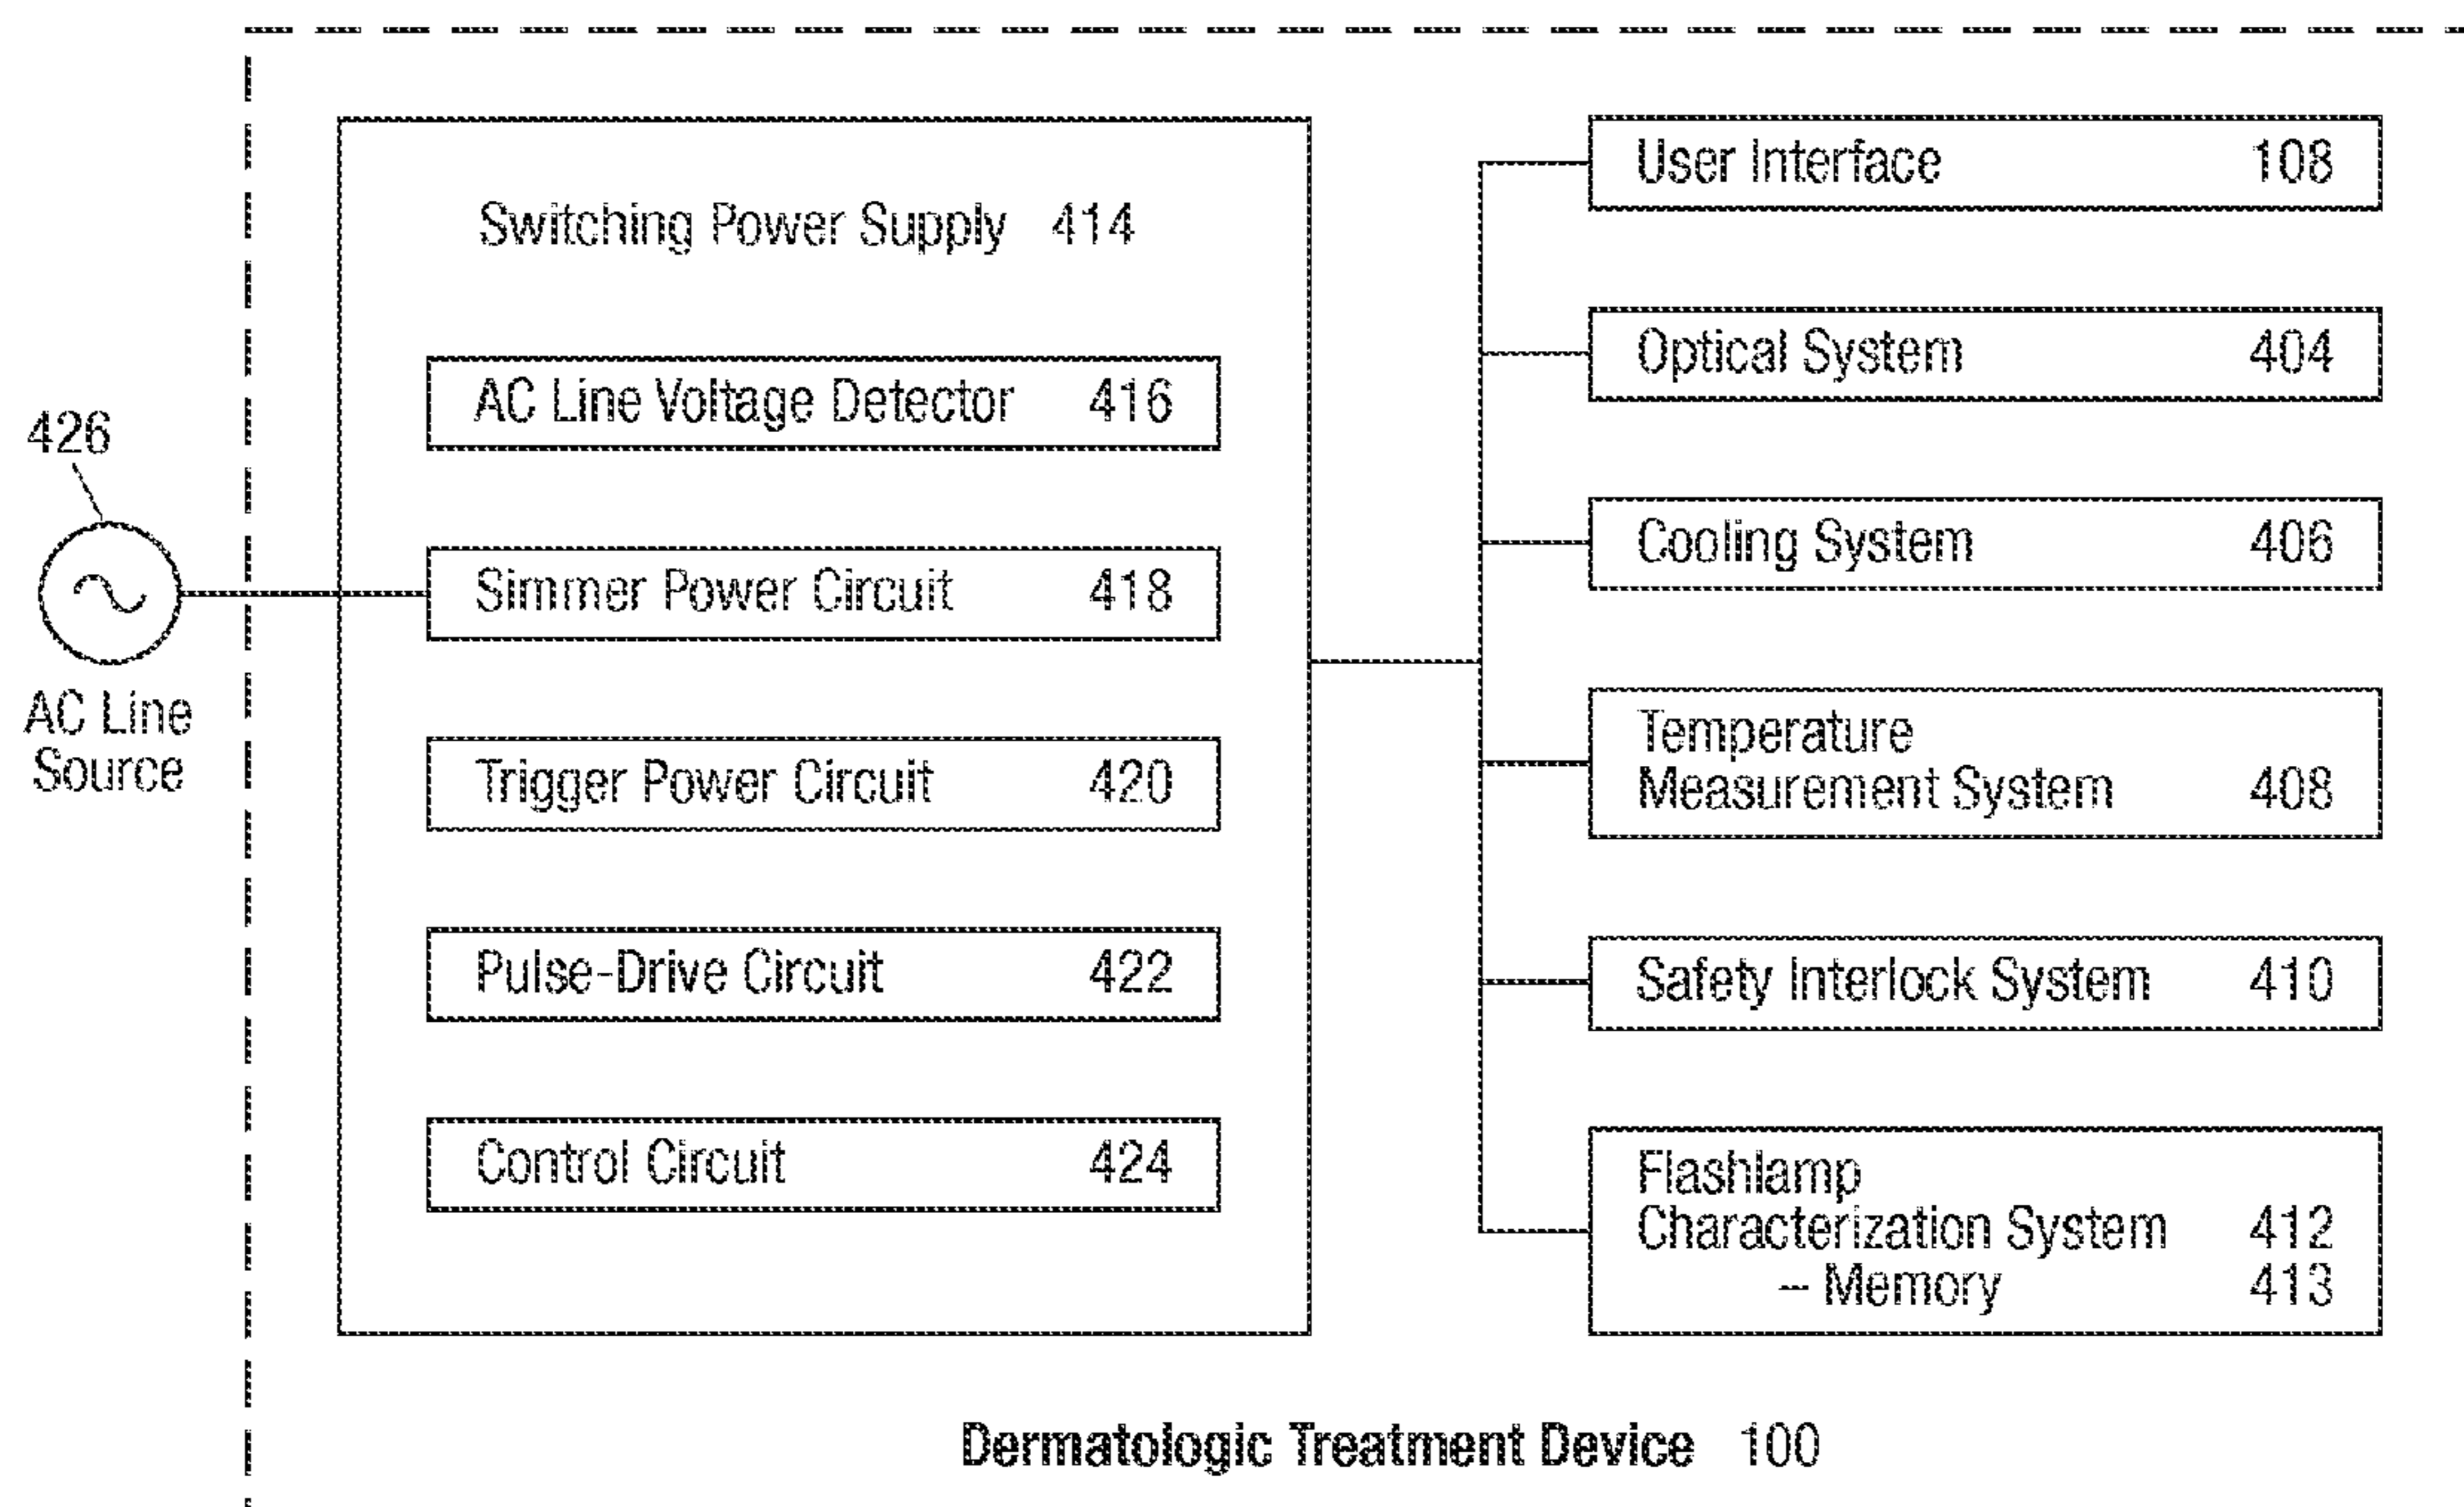 426
AC Line
Source
Switching Power Supply 414
AC Line Voltage Detector 416
Simmer Power Circuit 418
Trigger Power Circuit 420
Pulse-Drive Circuit 422
Control Circuit 424
User Interface 108
Optical System 404
Cooling System 406
Temperature
Measurement System 408
Safety Interlock System 410
Flashlamp
Characterization System 412
– Memory 413
Dermatologic Treatment Device 100